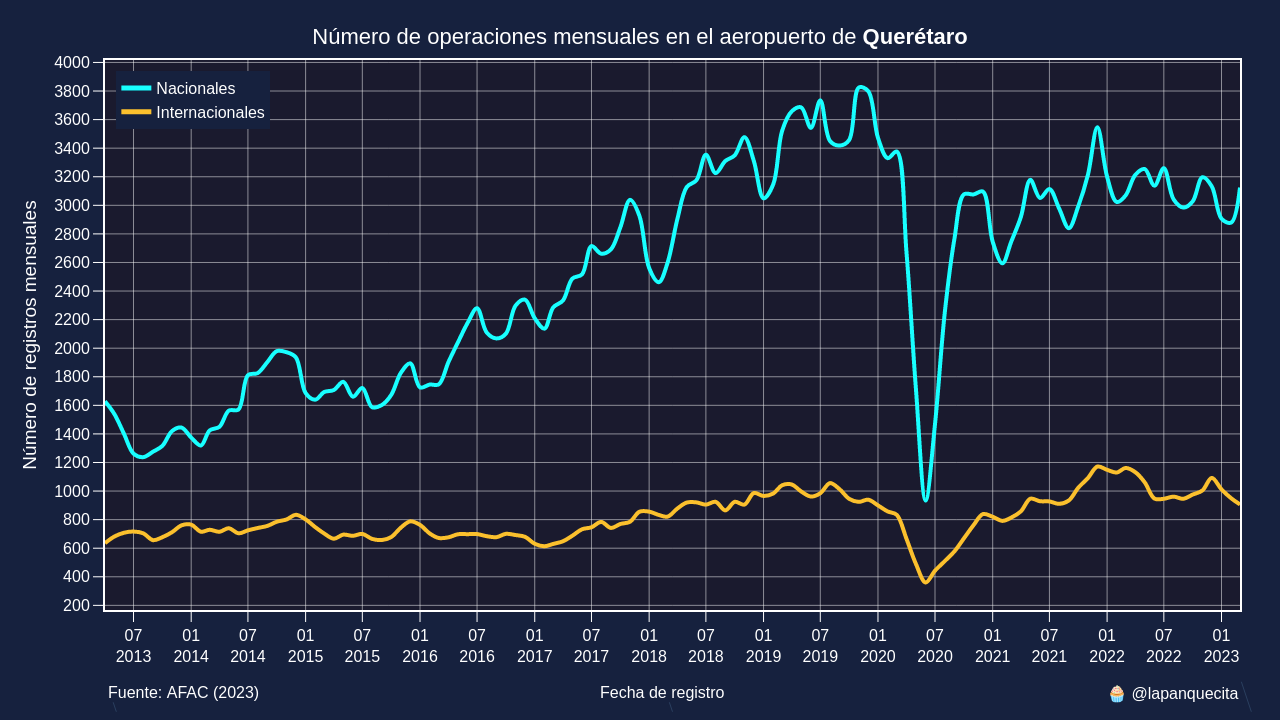 Número de operaciones mensuales en el aeropuerto de Querétaro
Nacionales
Internacionales
Número de registros mensuales
4000
3800
3600
3400
3200
3000
2800
2600
2400
2200
2000
1800
1600
1400
1200
1000
800
600
400
200
07 01 07 01 07 01 07 01 07 01 07 01 07 01 07 01 07 01 07 01
2013 2014 2014 2015 2015 2016 2016 2017 2017 2018 2018 2019 2019 2020 2020 2021 2021 2022 2022 2023
Fuente: AFAC (2023)
Fecha de registro
🧁 @lapanquecita